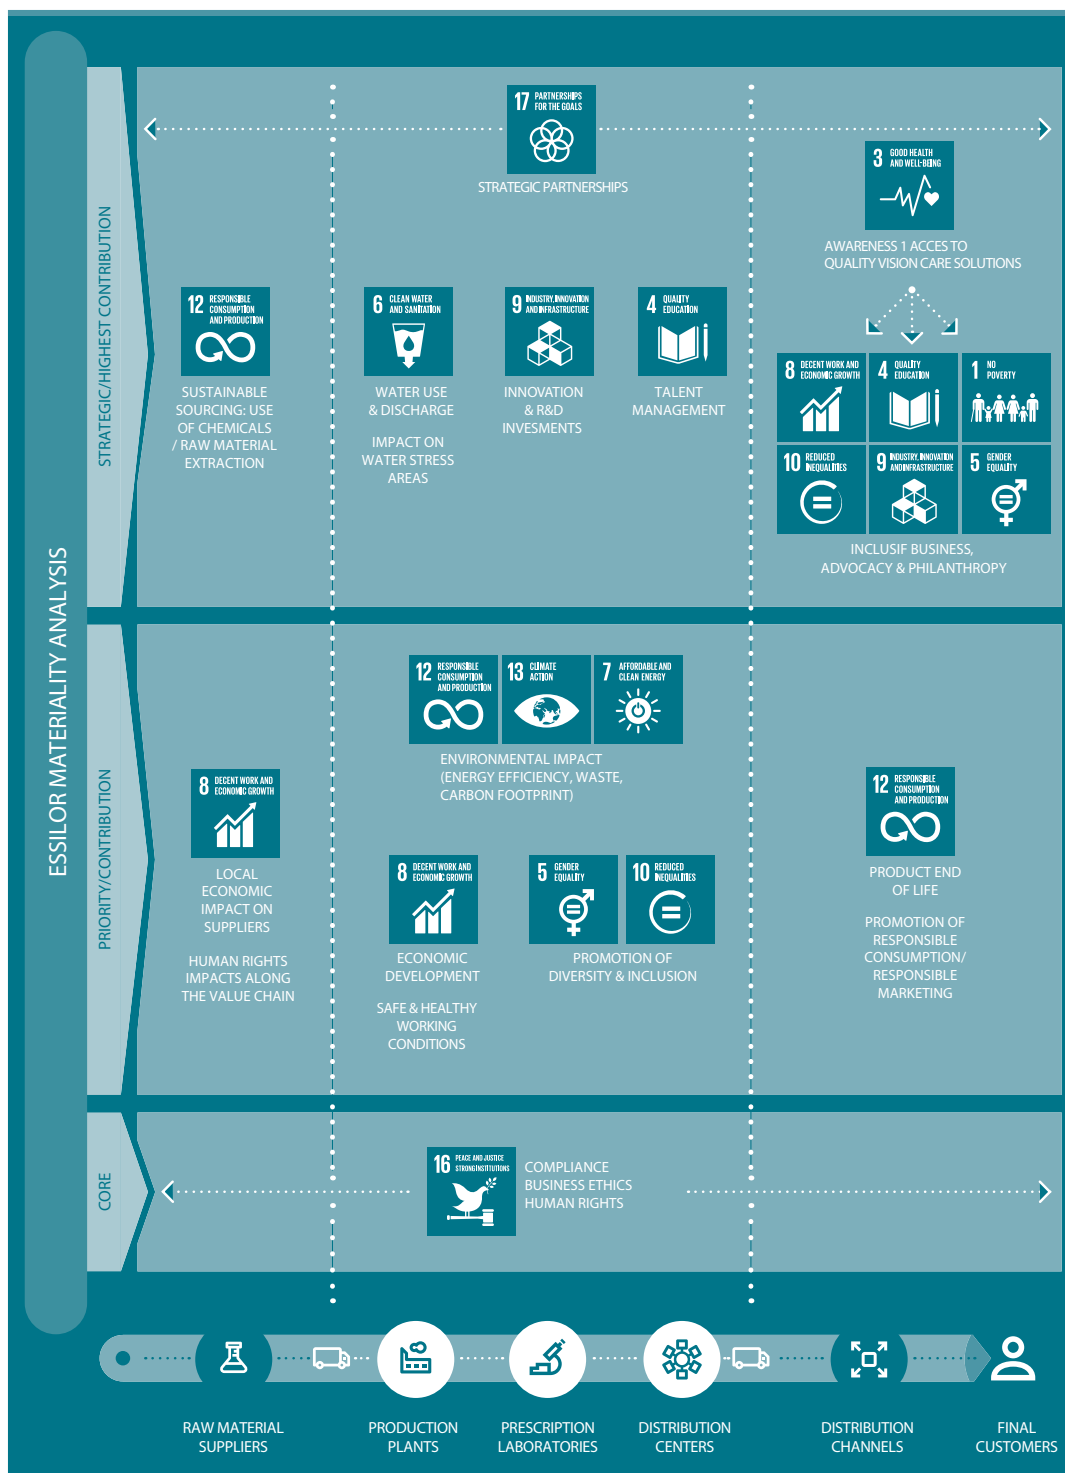 ESSILOR MATERIALITY ANALYSIS
STRATEGIC/HIGHEST CONTRIBUTION
17 PARTNERSHIPS
FOR THE GOALS
STRATEGIC PARTNERSHIPS
3 GOOD HEALTH
AND WELL-BEING
AWARENESS 1 ACCES TO
QUALITY VISION CARE SOLUTIONS
12 RESPONSIBLE
CONSUMPTION
AND PRODUCTION
SUSTAINABLE
SOURCING: USE
OF CHEMICALS
/ RAW MATERIAL
EXTRACTION
6 CLEAN WATER
AND SANITATION
WATER USE
& DISCHARGE
IMPACT ON
WATER STRESS
AREAS
9 INDUSTRY, INNOVATION
AND INFRASTRUCTURE
INNOVATION
& R&D
INVESMENTS
4 QUALITY
EDUCATION
TALENT
MANAGEMENT
8 DECENT WORK AND
ECONOMIC GROWTH
4 QUALITY
EDUCATION
1 NO
POVERTY
10 REDUCED
INEQUALITIES
9 INDUSTRY, INNOVATION
AND INFRASTRUCTURE
5 GENDER
EQUALITY
INCLUSIF BUSINESS,
ADVOCACY & PHILANTHROPY
PRIORITY/CONTRIBUTION
8 DECENT WORK AND
ECONOMIC GROWTH
LOCAL
ECONOMIC
IMPACT ON
SUPPLIERS
HUMAN RIGHTS
IMPACTS ALONG
THE VALUE CHAIN
12 RESPONSIBLE
CONSUMPTION
AND PRODUCTION
13 CLIMATE
ACTION
7 AFFORDABLE AND
CLEAN ENERGY
ENVIRONMENTAL IMPACT
(ENERGY EFFICIENCY, WASTE,
CARBON FOOTPRINT)
8 DECENT WORK AND
ECONOMIC GROWTH
ECONOMIC
DEVELOPMENT
SAFE & HEALTHY
WORKING
CONDITIONS
5 GENDER
EQUALITY
10 REDUCED
INEQUALITIES
PROMOTION OF
DIVERSITY & INCLUSION
12 RESPONSIBLE
CONSUMPTION
AND PRODUCTION
PRODUCT END
OF LIFE
PROMOTION OF
RESPONSIBLE
CONSUMPTION/
RESPONSIBLE
MARKETING
CORE
16 PEACE AND JUSTICE
STRONG INSTITUTIONS
COMPLIANCE
BUSINESS ETHICS
HUMAN RIGHTS
RAW MATERIAL
SUPPLIERS
PRODUCTION
PLANTS
PRESCRIPTION
LABORATORIES
DISTRIBUTION
CENTERS
DISTRIBUTION
CHANNELS
FINAL
CUSTOMERS